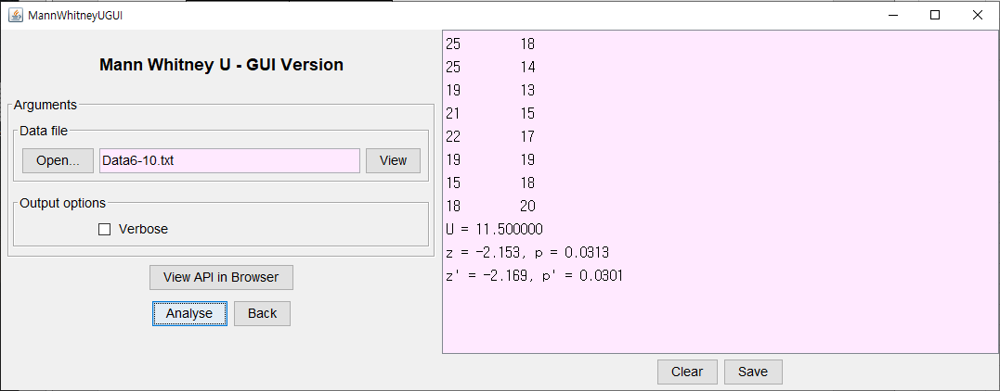 MannWhitneyUGUI
Mann Whitney U - GUI Version
Arguments
Data file
Open...
Data6-10.txt
View
Output options
Verbose
View API in Browser
Analyse
Back
25 18
25 14
19 13
21 15
22 17
19 19
15 18
18 20
U = 11.500000
z = -2.153, p = 0.0313
z' = -2.169, p' = 0.0301
Clear
Save